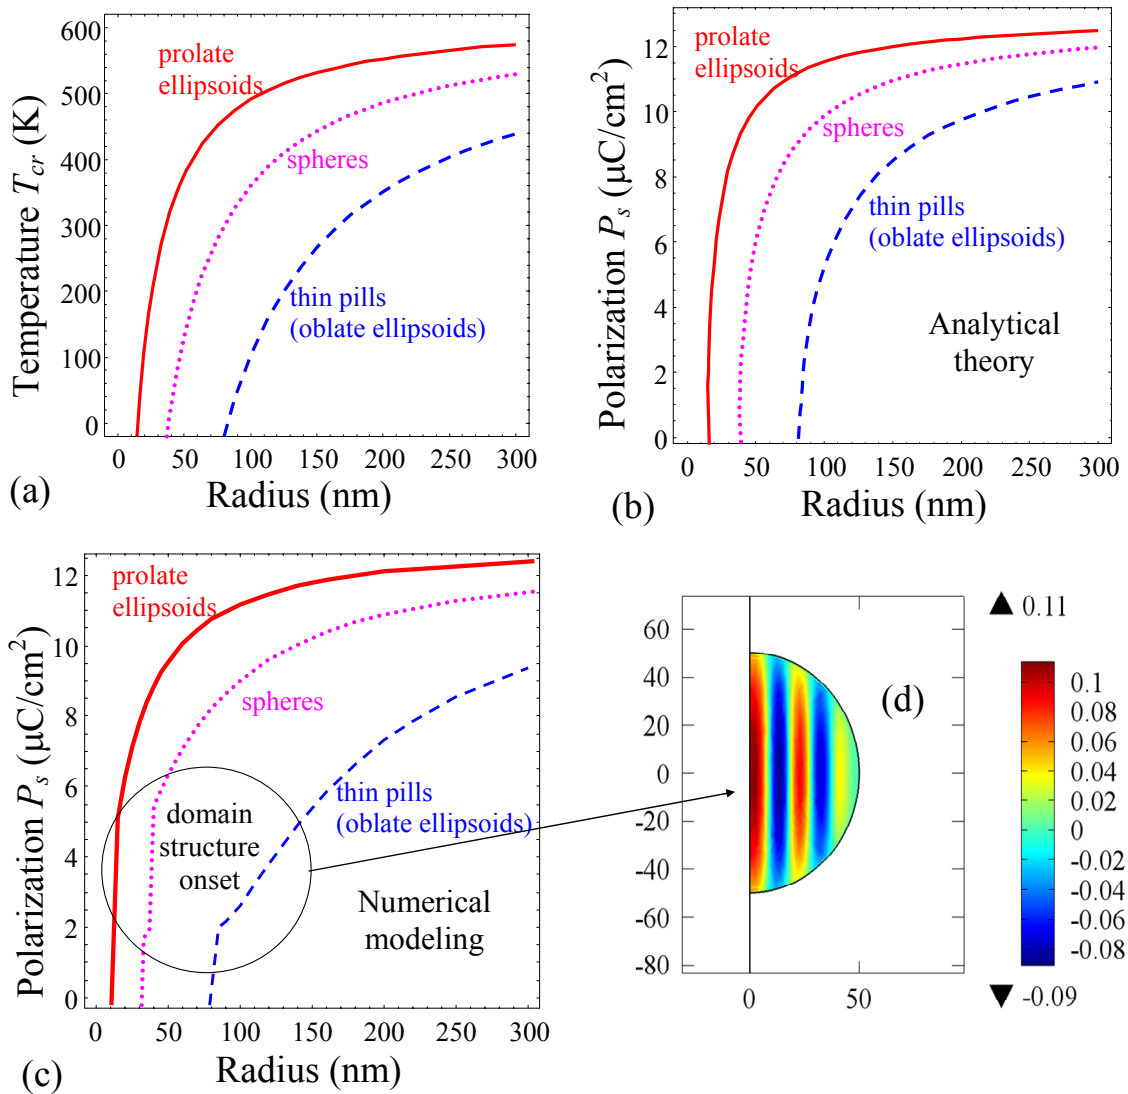 600
500
400
300
200
100
0
Temperature T_cr (K)
prolate
ellipsoids
spheres
thin pills
(oblate ellipsoids)
0 50 100 150 200 250 300
(a)
Radius (nm)
12
10
8
6
4
2
0
Polarization P_s (μC/cm²)
prolate
ellipsoids
spheres
thin pills
(oblate ellipsoids)
Analytical
theory
0 50 100 150 200 250 300
(b)
Radius (nm)
12
10
8
6
4
2
0
Polarization P_s (μC/cm²)
prolate
ellipsoids
spheres
domain
structure
onset
thin pills
(oblate ellipsoids)
Numerical
modeling
0 50 100 150 200 250 300
(c)
Radius (nm)
60
40
20
0
-20
-40
-60
-80
0 50
(d)
0.11
0.1
0.08
0.06
0.04
0.02
0
-0.02
-0.04
-0.06
-0.08
-0.09